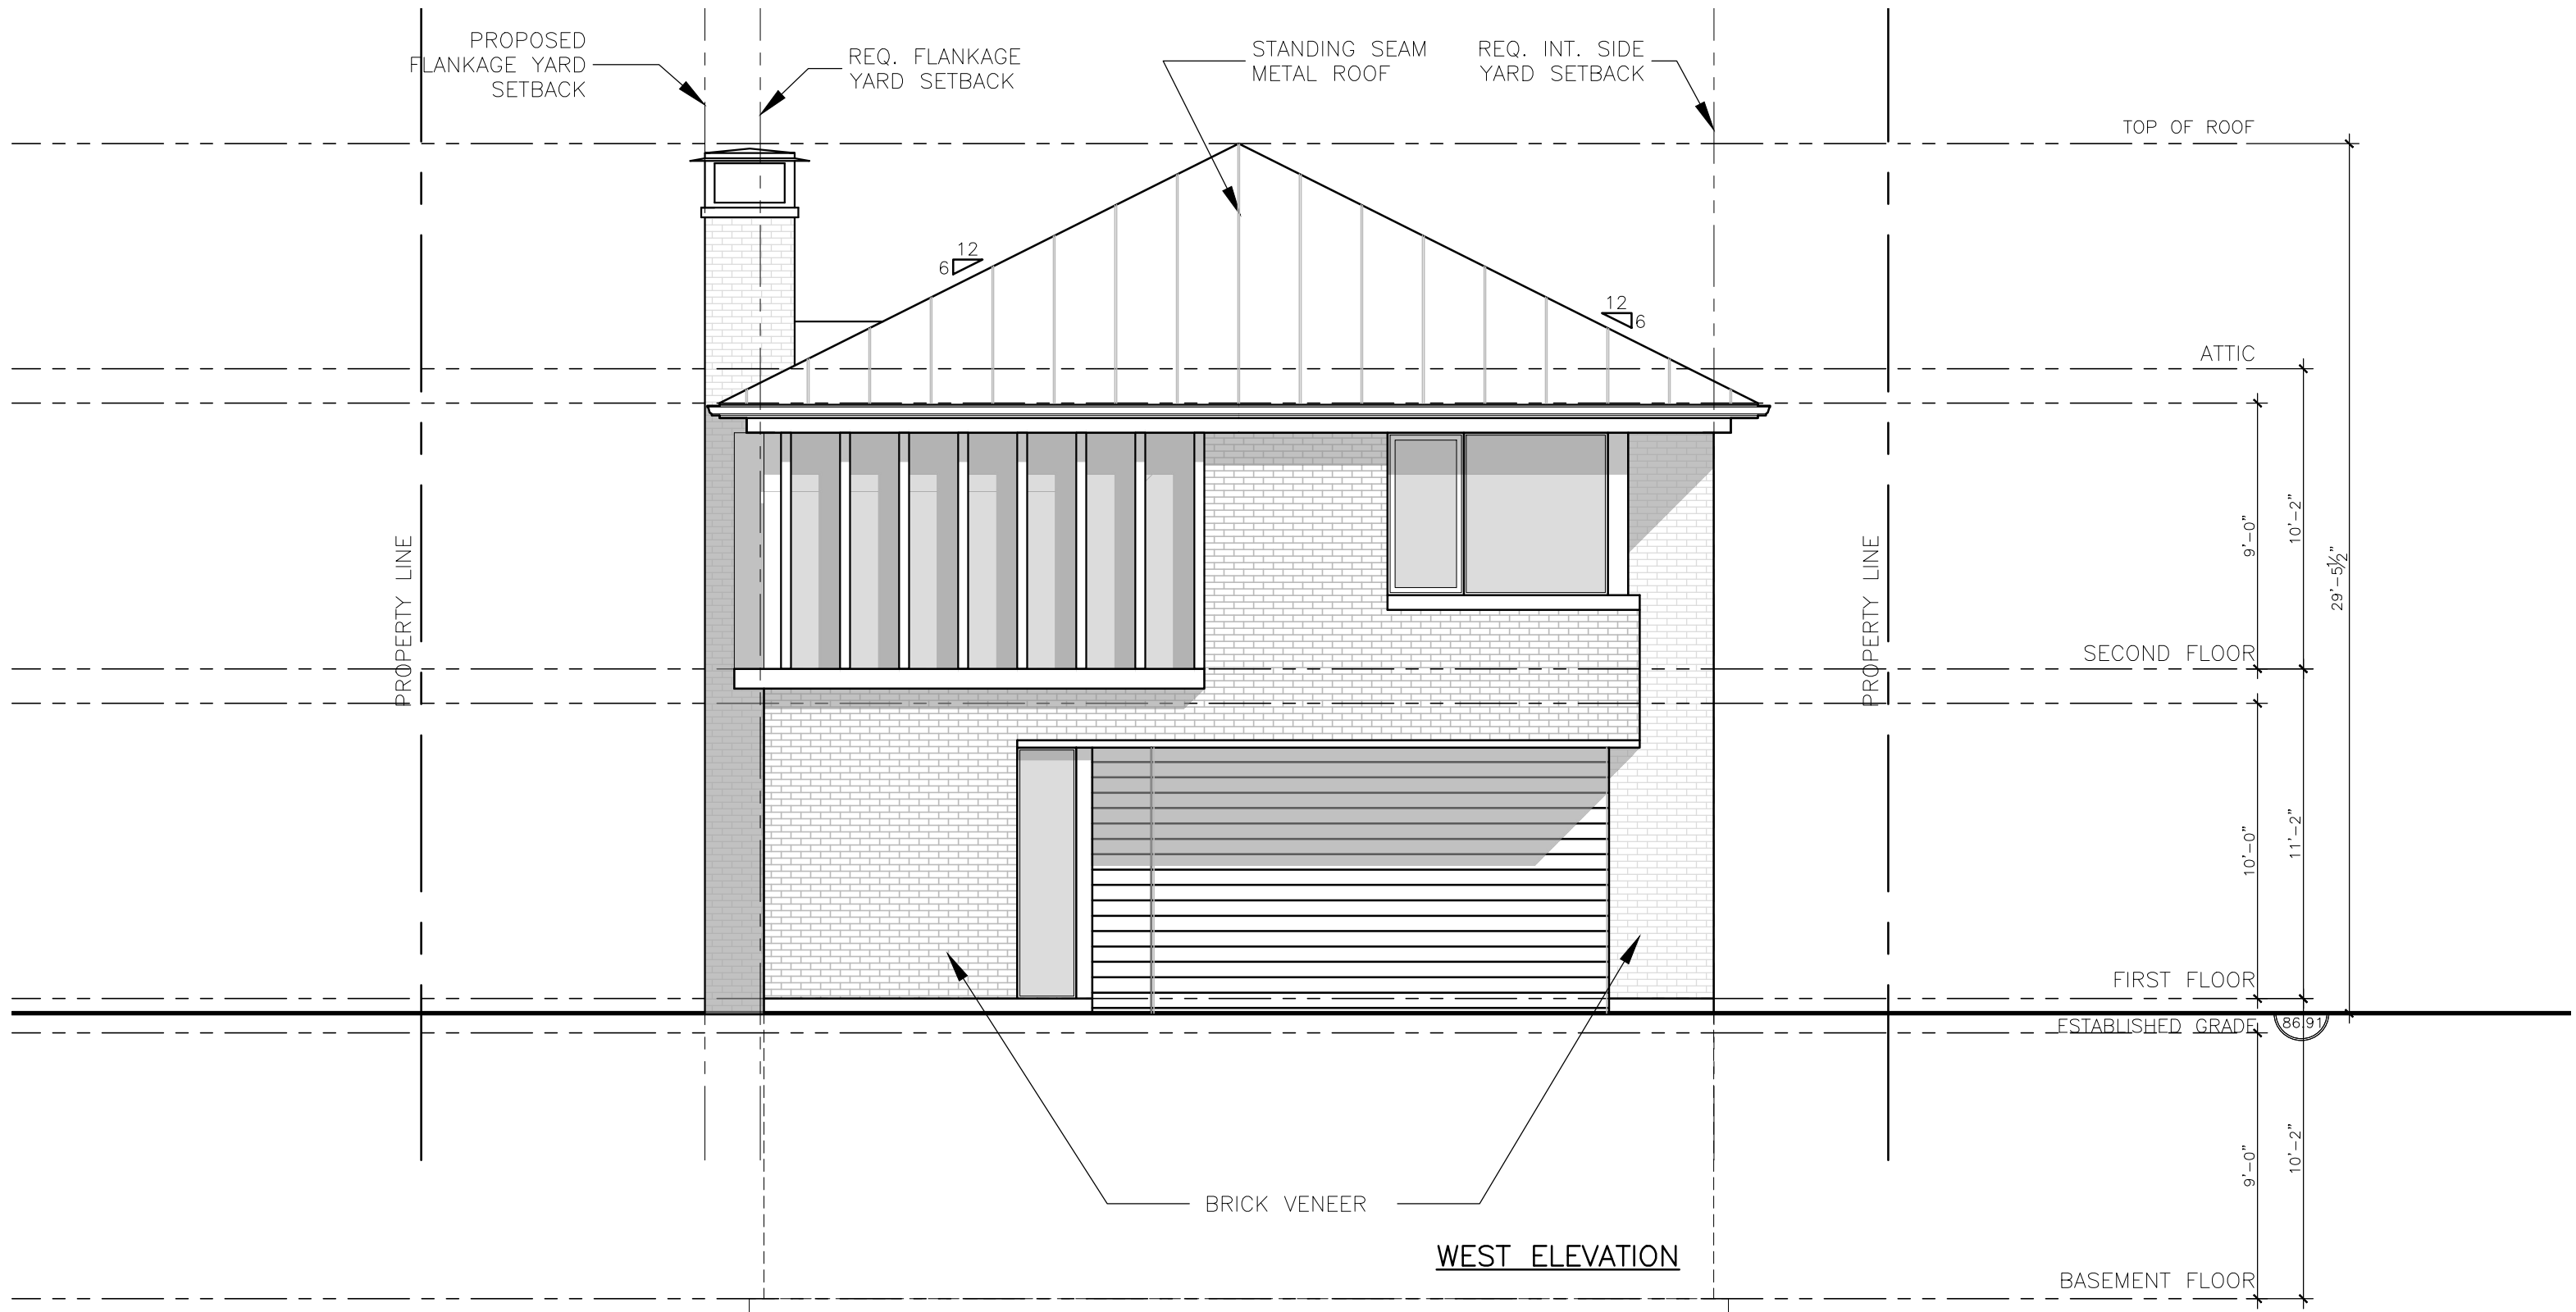 PROPOSED
FLANKAGE YARD
SETBACK
REQ. FLANKAGE
YARD SETBACK
STANDING SEAM
METAL ROOF
REQ. INT. SIDE
YARD SETBACK
TOP OF ROOF
12
6
12
6
ATTIC
9'-0"
10'-2"
29'-5½"
PROPERTY LINE
PROPERTY LINE
SECOND FLOOR
10'-0"
11'-2"
FIRST FLOOR
ESTABLISHED GRADE
86.91
9'-0"
10'-2"
BRICK VENEER
WEST ELEVATION
BASEMENT FLOOR